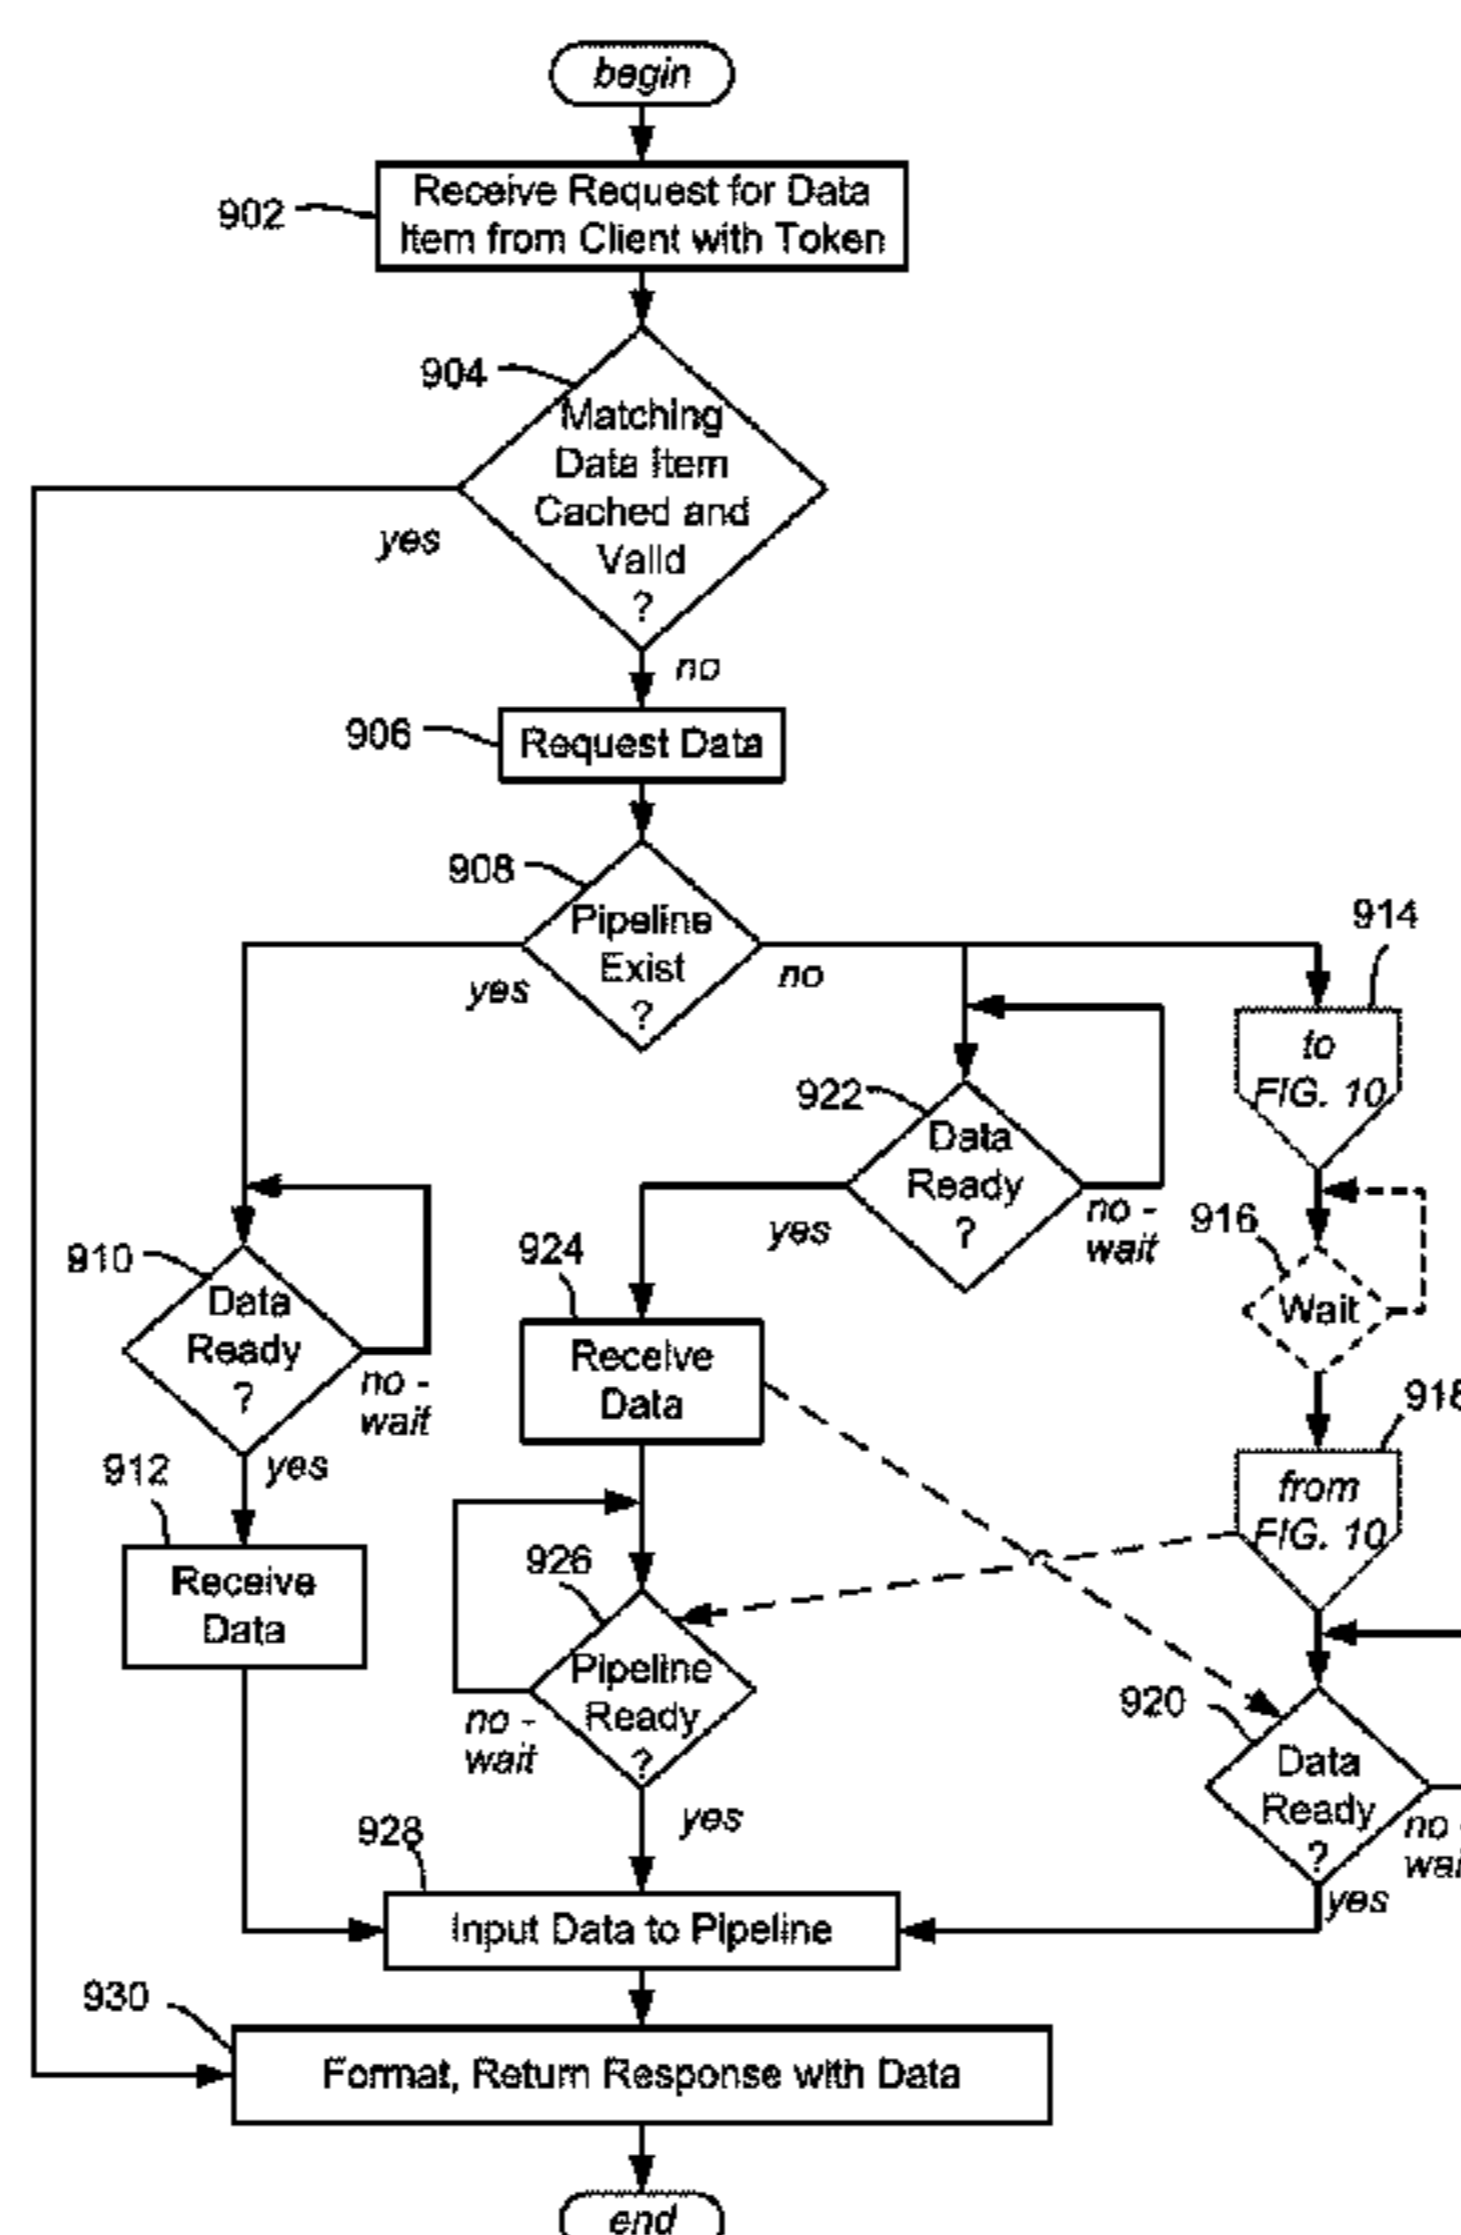 begin
902
Receive Request for Data
Item from Client with Token
904
Matching
Data Item
Cached and
Valid
?
yes
no
906
Request Data
908
Pipeline
Exist
?
yes
no
914
to
FIG. 10
922
Data
Ready
?
yes
no -
wait
916
Wait
910
Data
Ready
?
no -
wait
yes
924
Receive
Data
918
from
FIG. 10
912
Receive
Data
926
Pipeline
Ready
?
no -
wait
yes
920
Data
Ready
?
no -
wai
yes
928
Input Data to Pipeline
930
Format, Return Response with Data
end